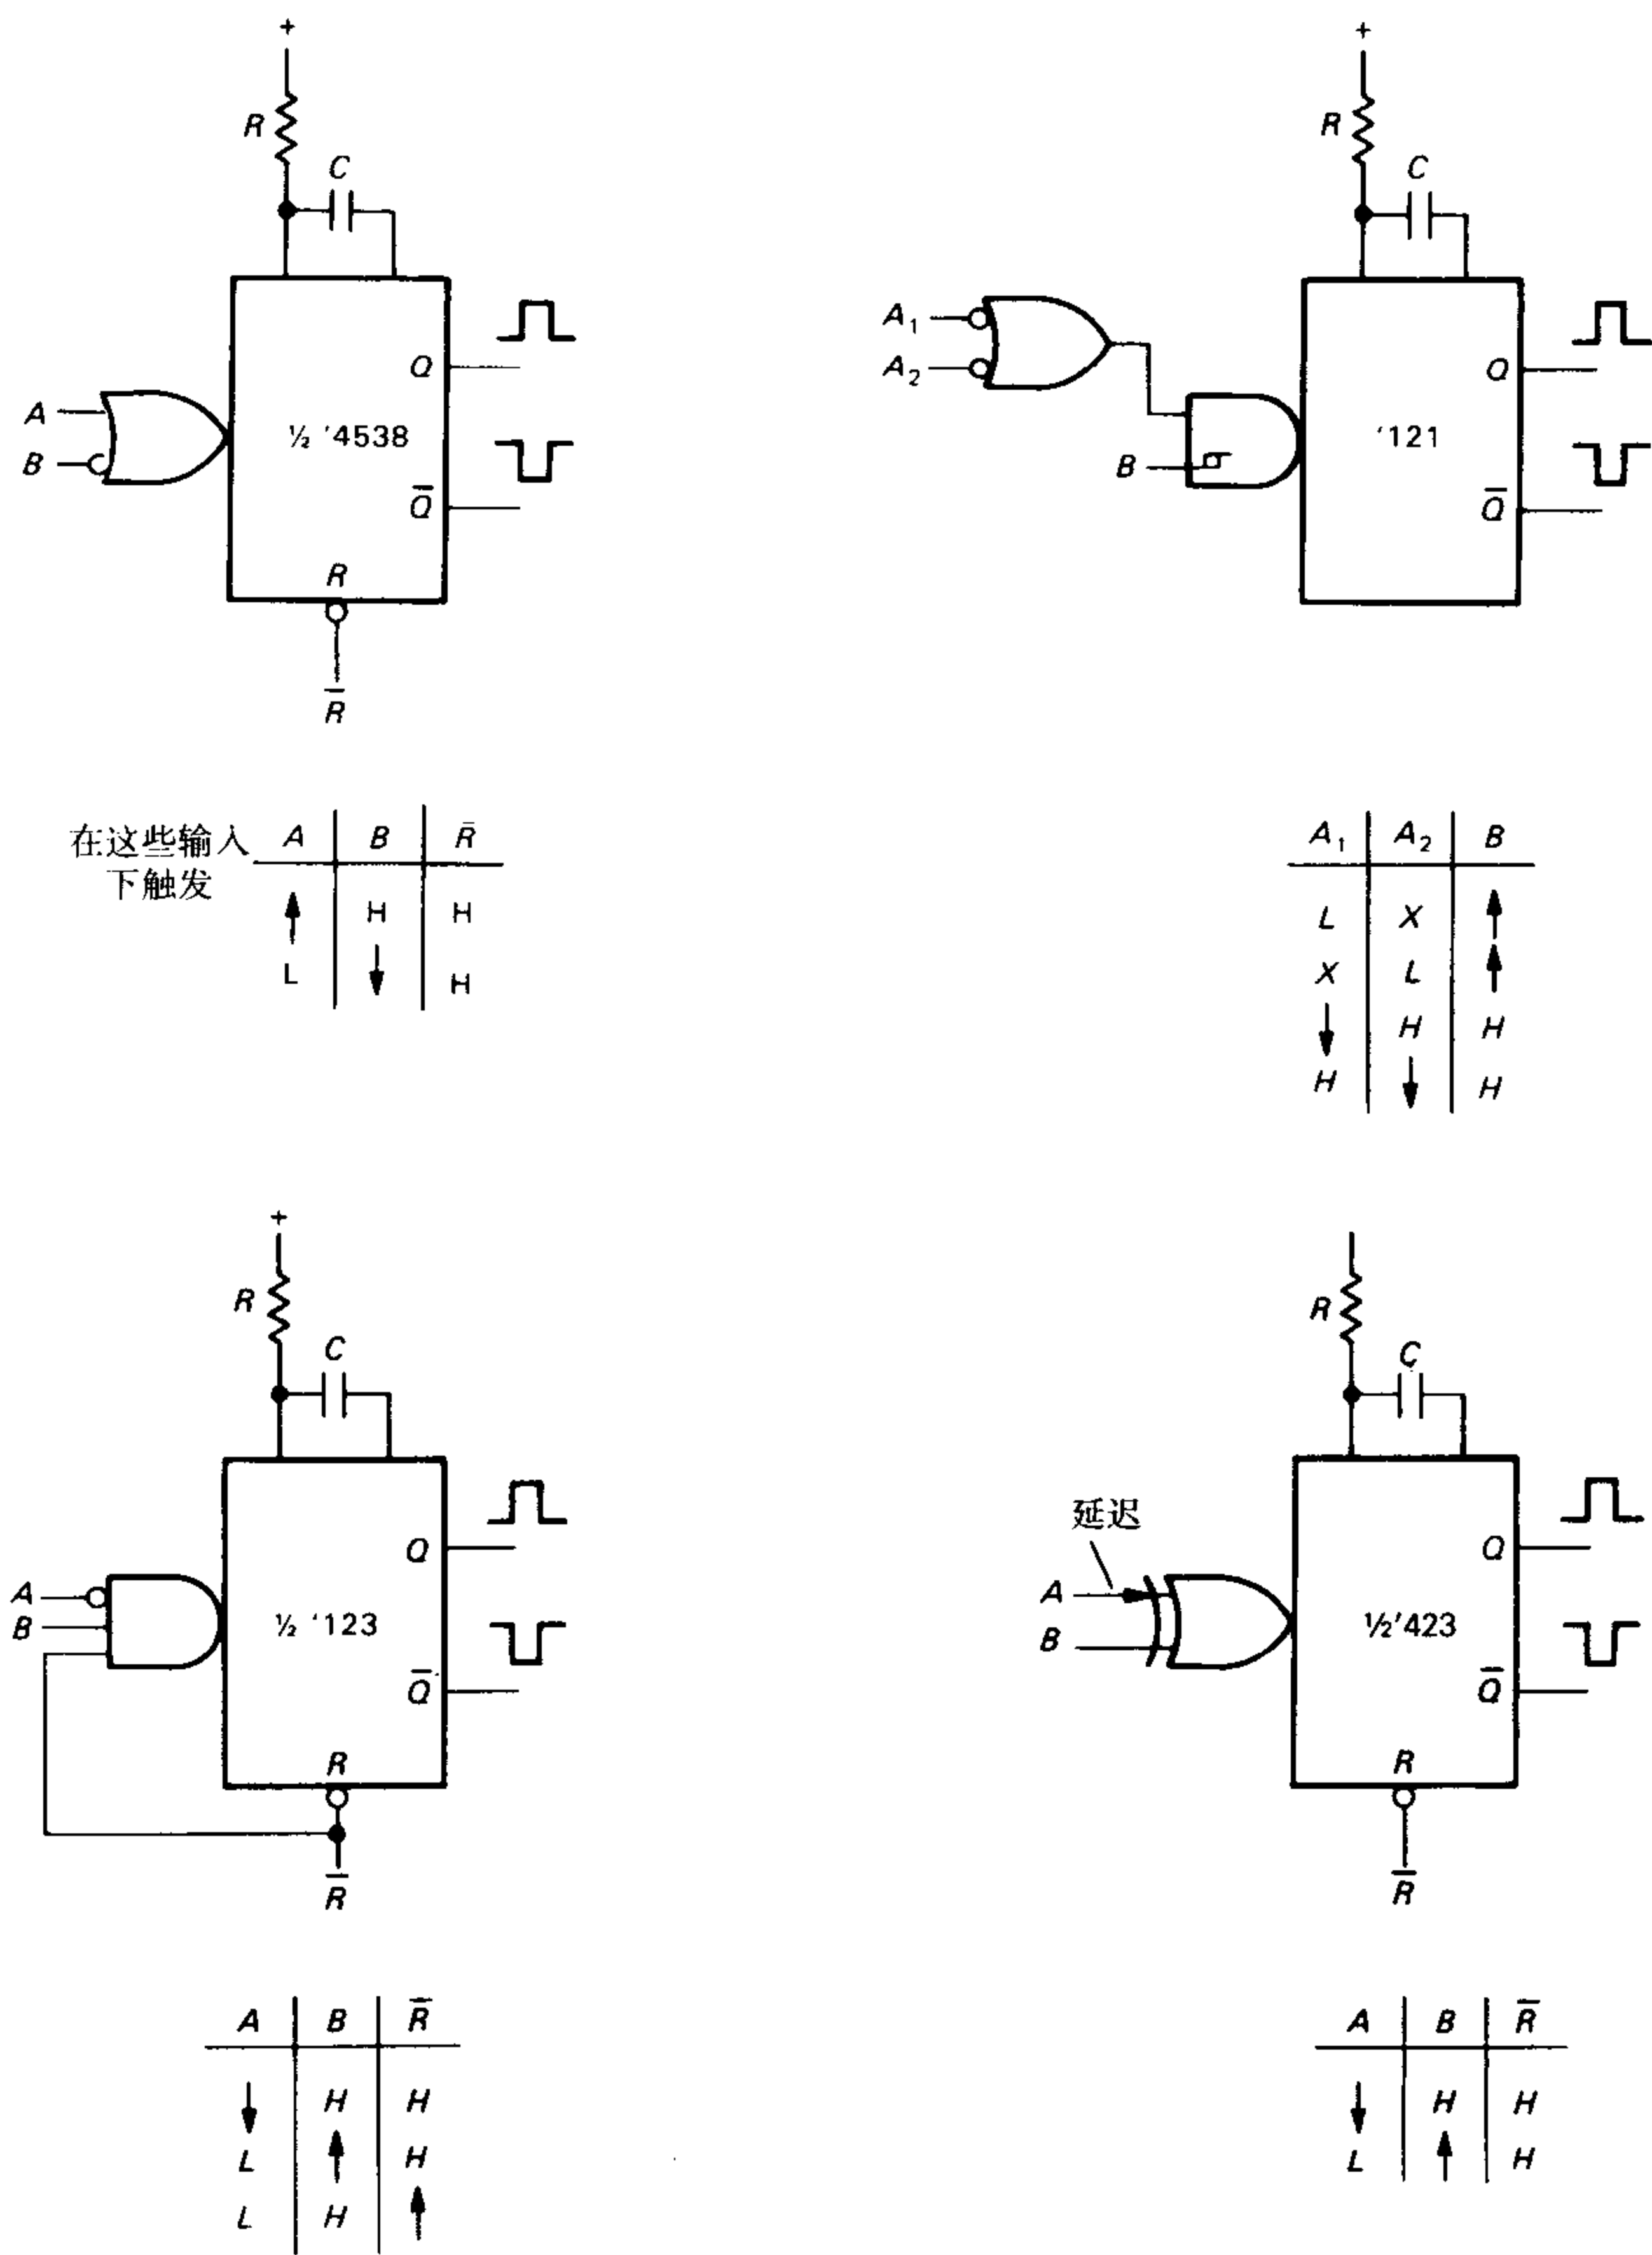 +
R
C
A
B
½ '4538
Q
Q̅
R
R̅
+
R
C
A₁
A₂
B
'121
Q
Q̅
在这些输入
下触发
A B R̅
↑ H H
L ↓ H
A₁ A₂ B
L X ↑
X L ↑
↓ H H
H ↓ H
+
R
C
A
B
½ '123
Q
Q̅
R
R̅
R
C
延迟
A
B
½'423
Q
Q̅
R
R̅
A B R̅
↓ H H
L ↑ H
L H ↑
A B R̅
↓ H H
L ↑ H